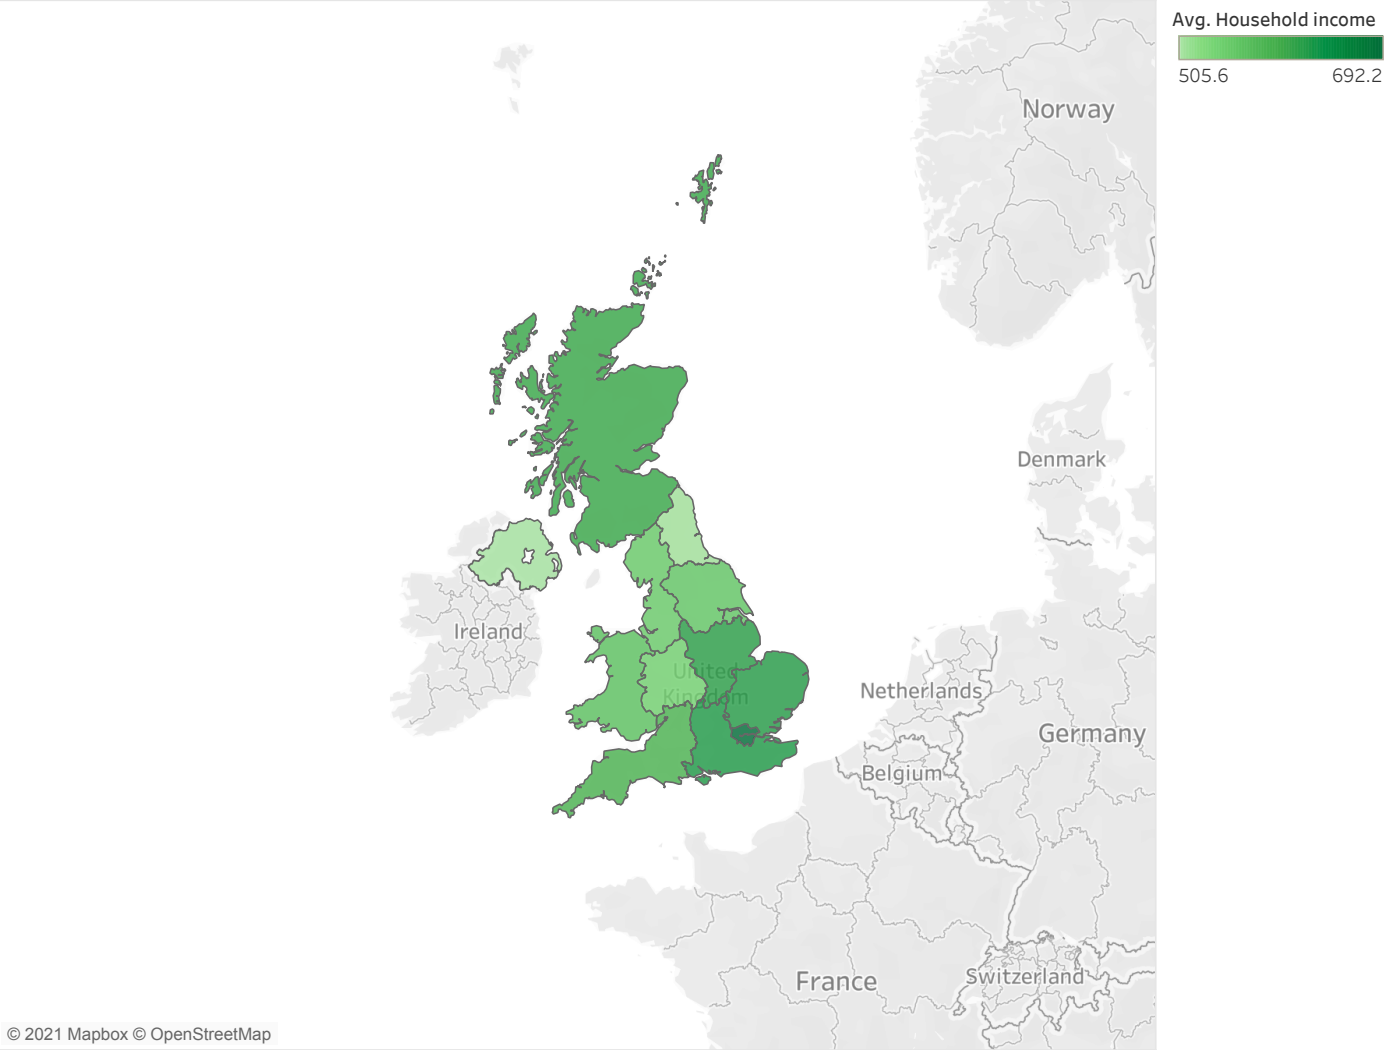 Avg. Household income
505.6 692.2
Norway
Denmark
Ireland
United
Kingdom
Netherlands
Germany
Belgium
France
Switzerland
© 2021 Mapbox © OpenStreetMap